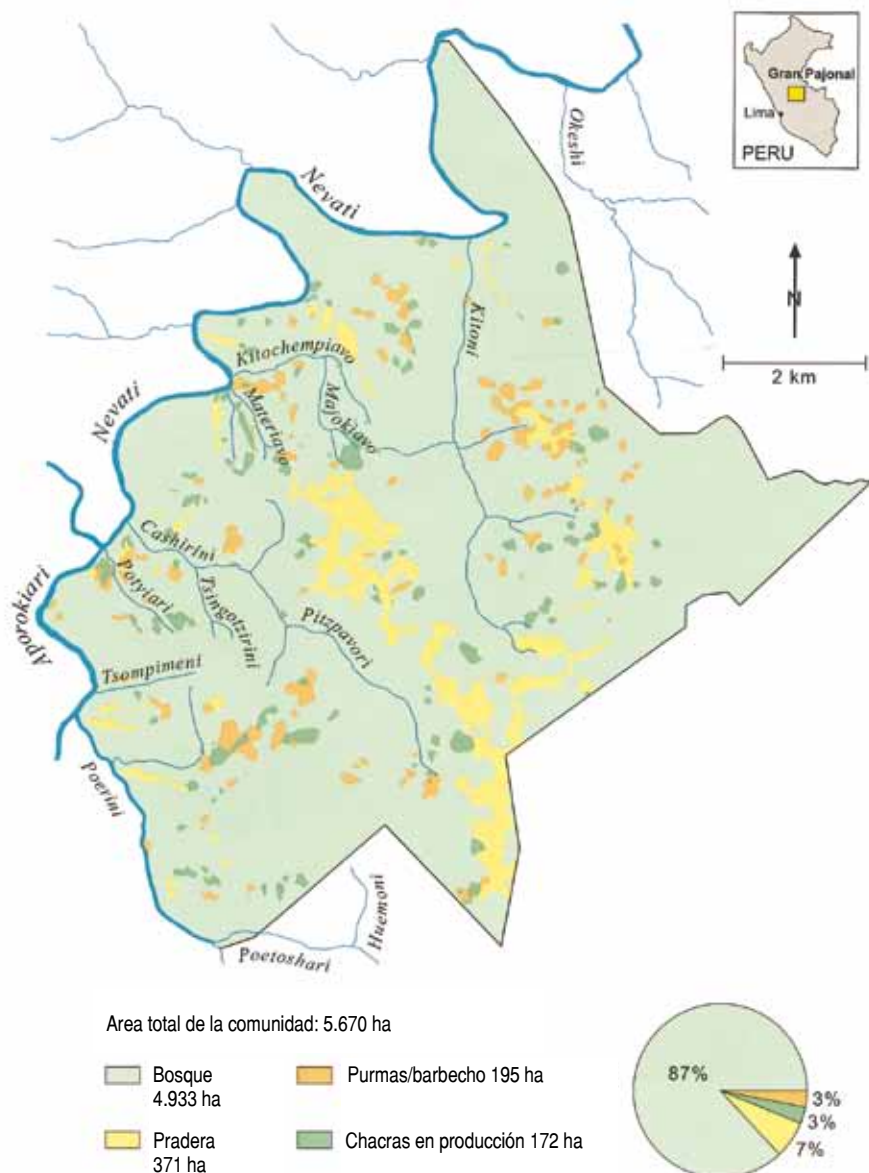 Gran Pajonal
Lima
PERU
Okeshi
Nevati
N
2 km
Kitoni
Kitochempiavo
Majokiavo
Materiavo
Nevati
Cashirini
Potyiari
Tsingotzirini
Pitzpavori
Aporokiari
Tsompimeni
Poerini
Huemoni
Poetoshari
Area total de la comunidad: 5.670 ha
Bosque
4.933 ha
Purmas/barbecho 195 ha
Pradera
371 ha
Chacras en producción 172 ha
87%
3%
3%
7%